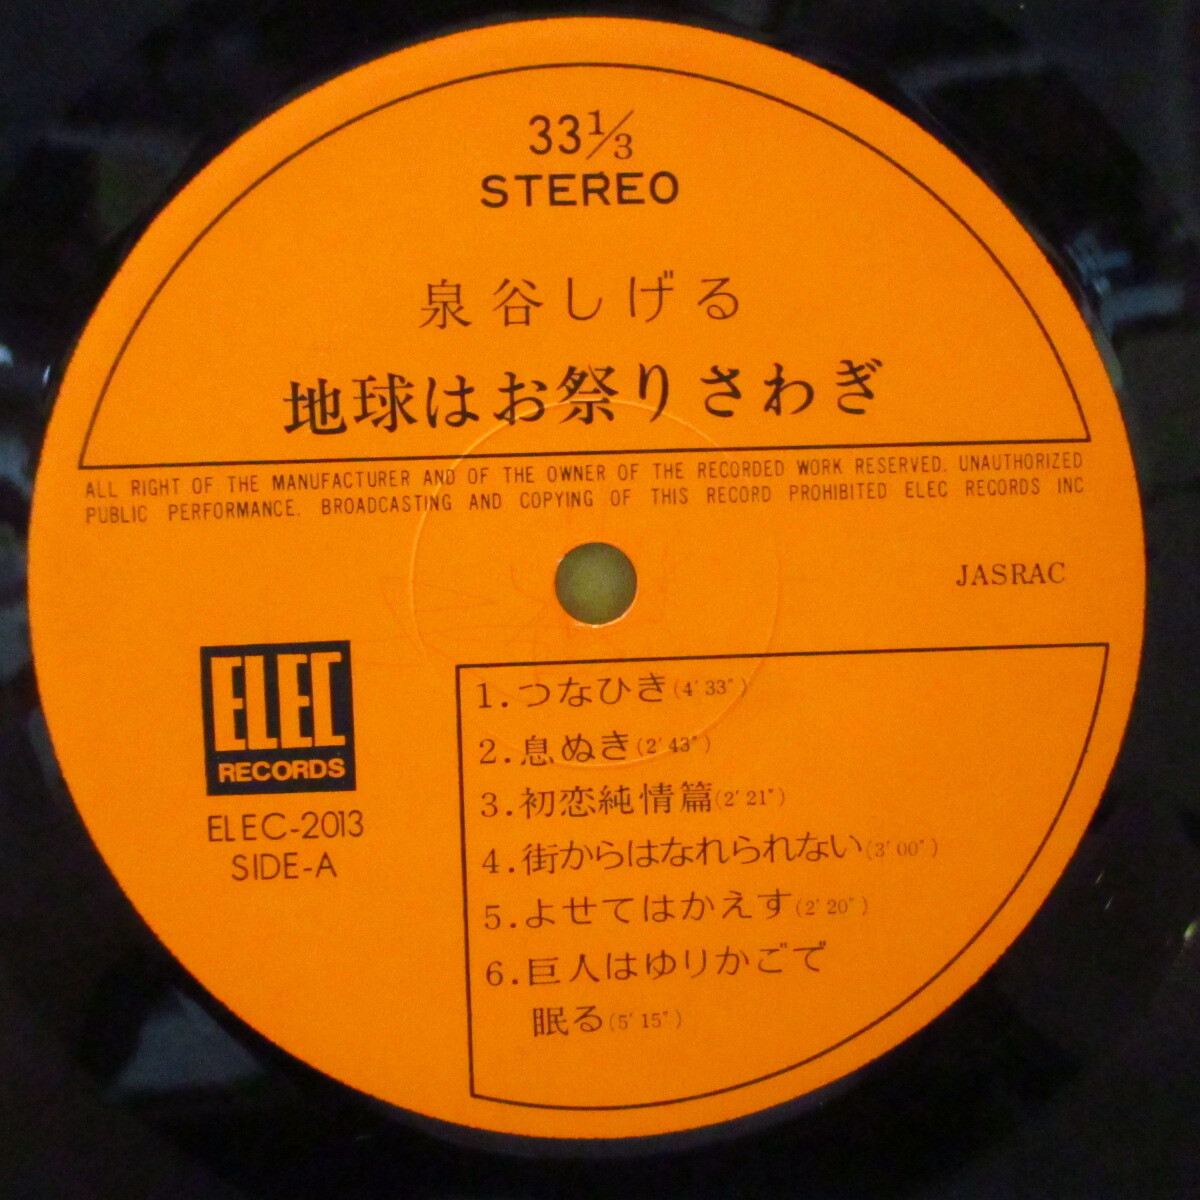 33⅓
STEREO
泉谷しげる
地球はお祭りさわぎ
ALL RIGHT OF THE MANUFACTURER AND OF THE OWNER OF THE RECORDED WORK RESERVED. UNAUTHORIZED
PUBLIC PERFORMANCE. BROADCASTING AND COPYING OF THIS RECORD PROHIBITED ELEC RECORDS INC
JASRAC
ELEC
RECORDS
ELEC-2013
SIDE-A
1.つなひき(4′33″)
2.息ぬき(2′43″)
3.初恋純情篇(2′21″)
4.街からはなれられない(3′00″)
5.よせてはかえす(2′20″)
6.巨人はゆりかごで
眠る(5′15″)